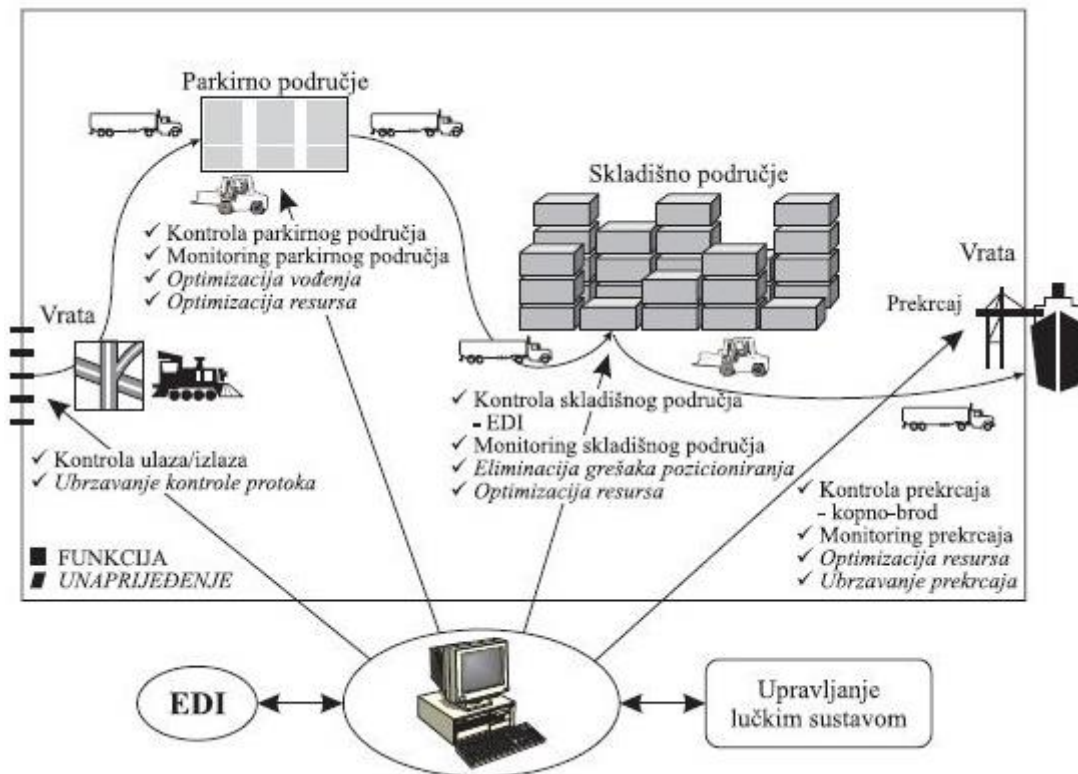 Parkirno područje
✓ Kontrola parkirnog područja
✓ Monitoring parkirnog područja
✓ Optimizacija vođenja
✓ Optimizacija resursa
Skladišno područje
Vrata
Prekrcaj
Vrata
✓ Kontrola ulaza/izlaza
✓ Ubrzavanje kontrole protoka
✓ Kontrola skladišnog područja
- EDI
✓ Monitoring skladišnog područja
✓ Eliminacija grešaka pozicioniranja
✓ Optimizacija resursa
✓ Kontrola prekrcaja
- kopno-brod
✓ Monitoring prekrcaja
✓ Optimizacija resursa
✓ Ubrzavanje prekrcaja
FUNKCIJA
UNAPRIJEĐENJE
EDI
Upravljanje
lučkim sustavom